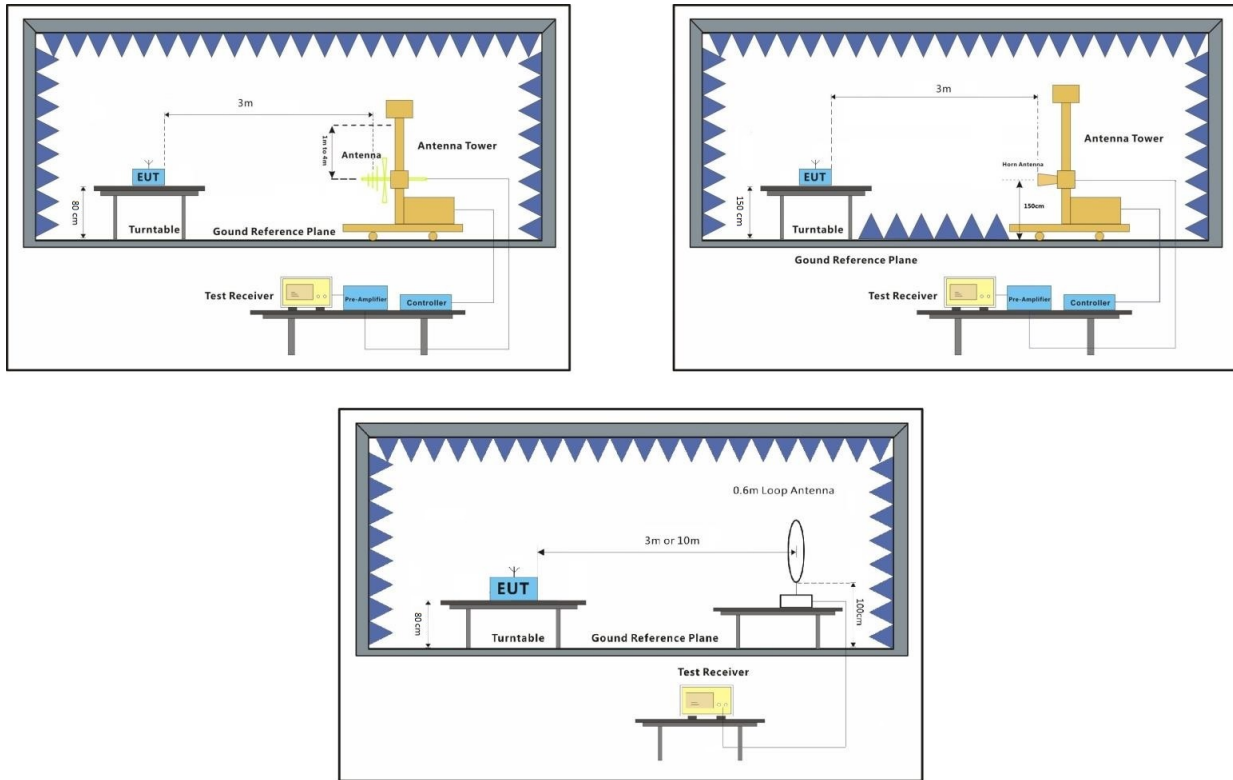 3m
1m to 4m
Antenna
Antenna Tower
EUT
80 cm
Turntable
Gound Reference Plane
Test Receiver
Pre-Amplifier
Controller
3m
Antenna Tower
Horn Antenna
EUT
150 cm
150cm
Turntable
Gound Reference Plane
Test Receiver
Pre-Amplifier
Controller
0.6m Loop Antenna
3m or 10m
EUT
80 cm
100cm
Turntable
Gound Reference Plane
Test Receiver